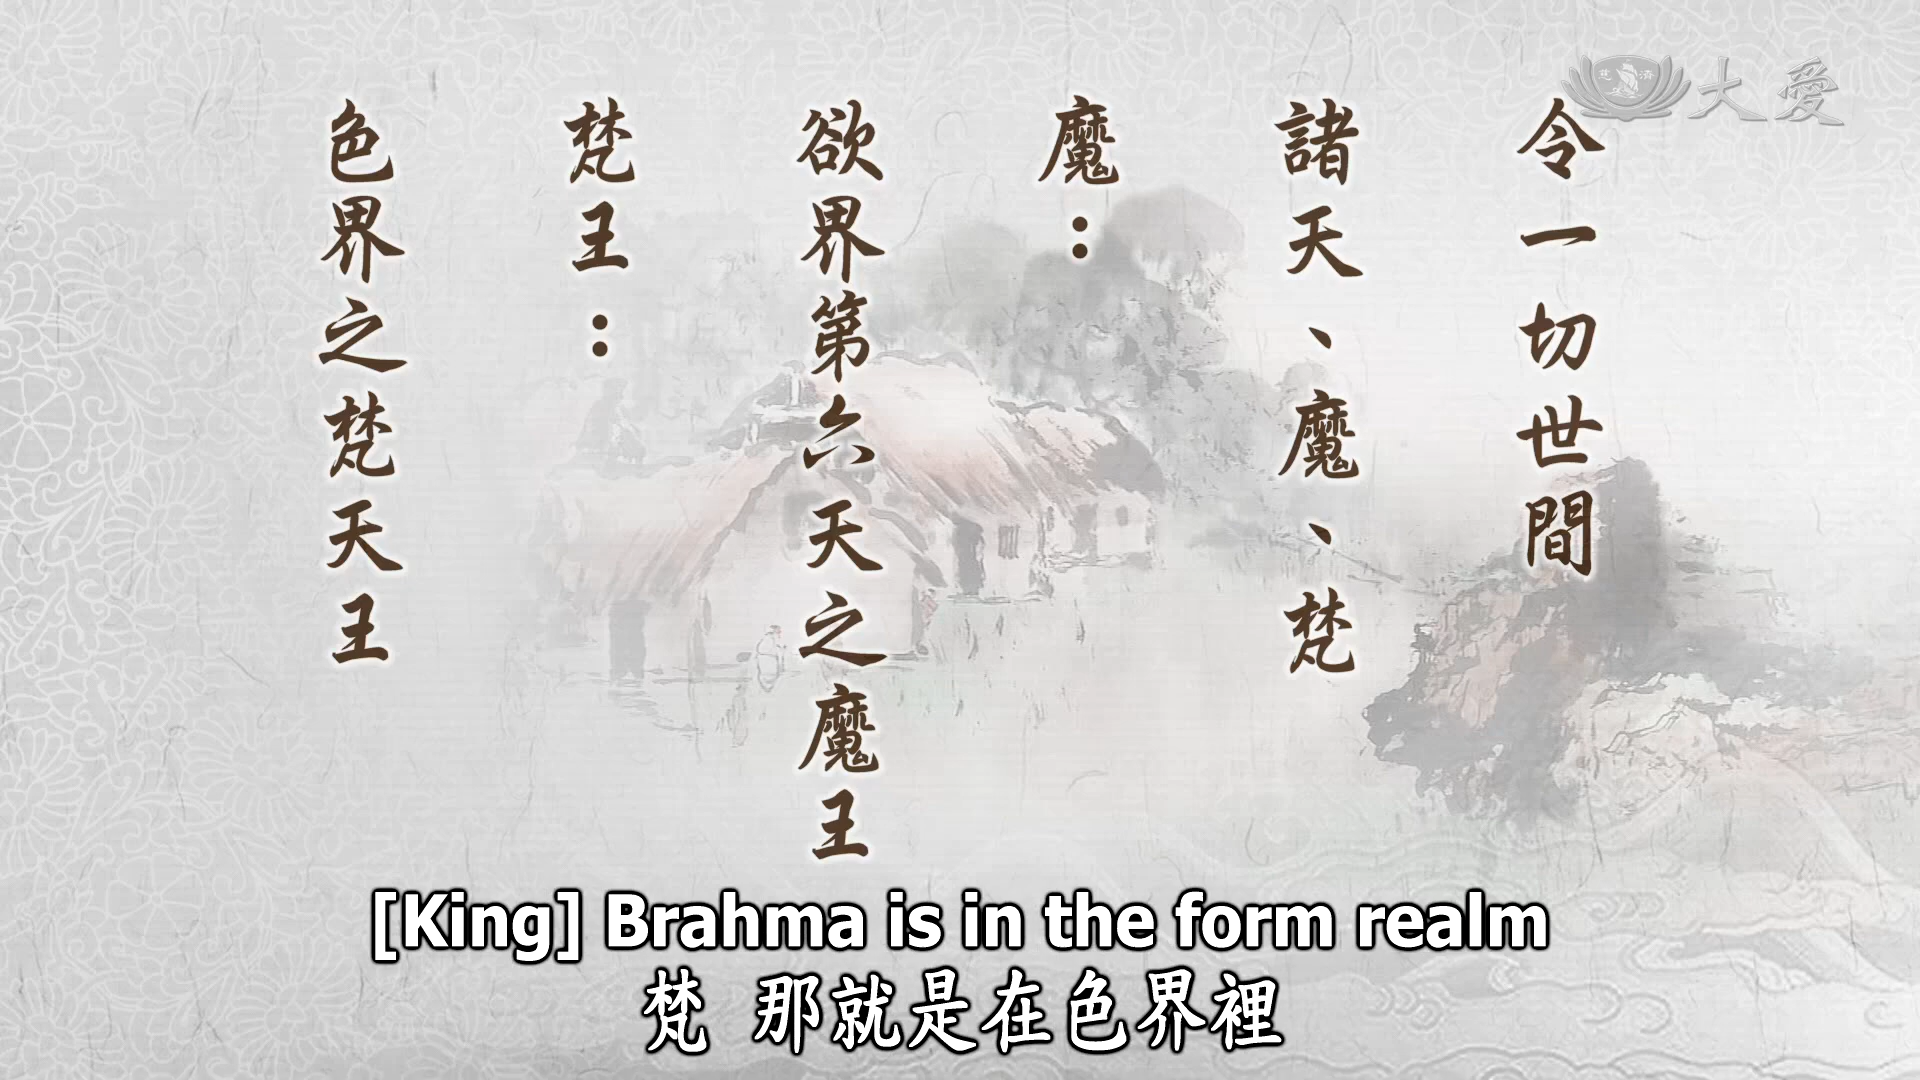 大愛
令一切世間
諸天、魔、梵
魔：
欲界第六天之魔王
梵王：
色界之梵天王
[King] Brahma is in the form realm
梵 那就是在色界裡